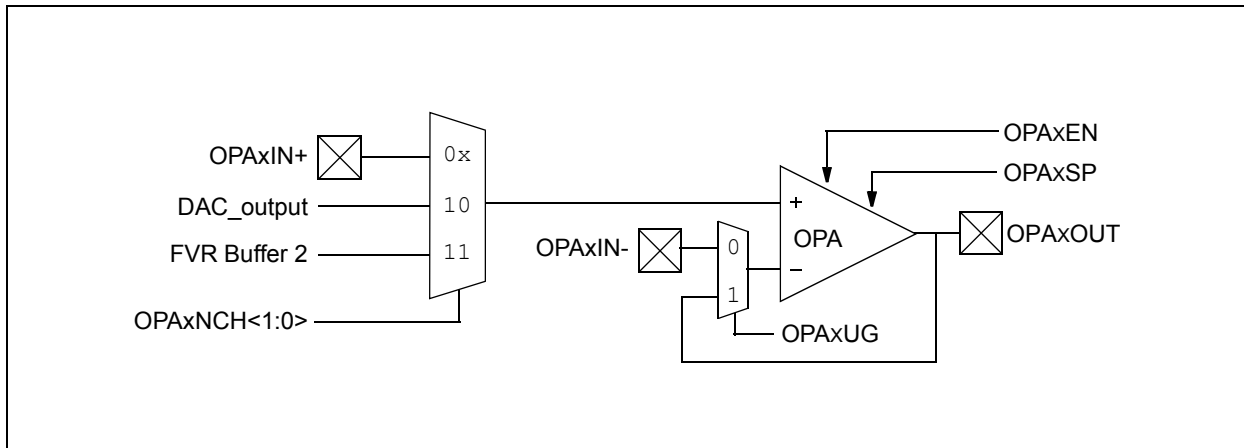 OPAxEN
OPAxIN+
0x
OPAxSP
DAC_output
10
+
OPA
OPAxOUT
FVR Buffer 2
11
OPAxIN-
0
−
1
OPAxNCH<1:0>
OPAxUG